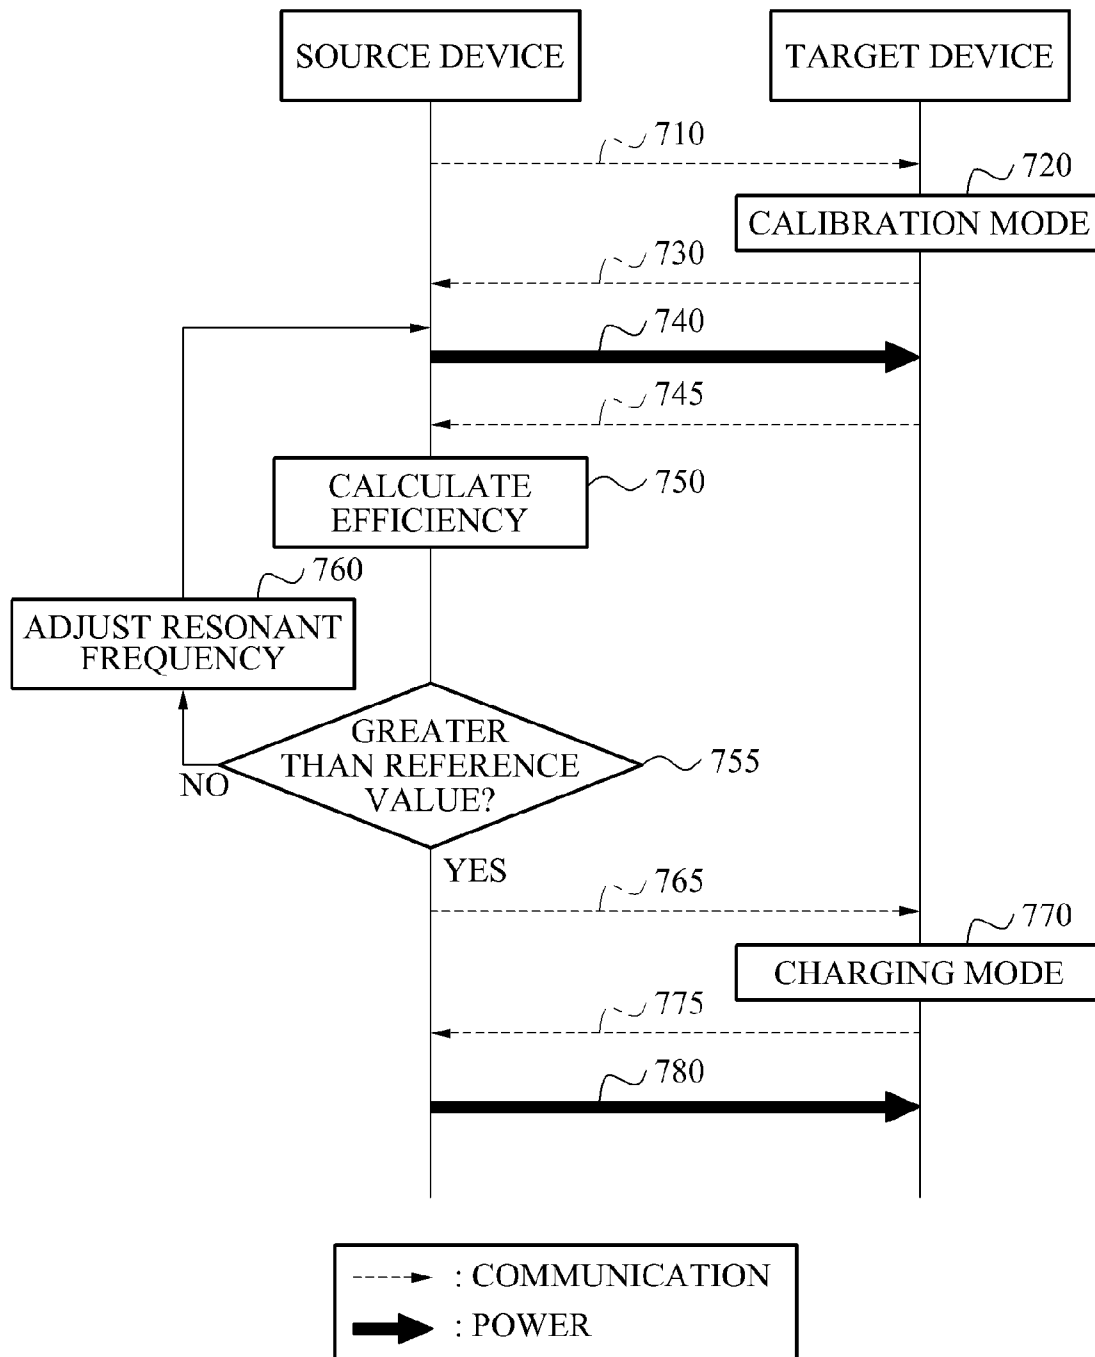 SOURCE DEVICE
TARGET DEVICE
710
720
CALIBRATION MODE
730
740
745
CALCULATE
EFFICIENCY
750
760
ADJUST RESONANT
FREQUENCY
GREATER
THAN REFERENCE
VALUE?
755
NO
YES
765
770
CHARGING MODE
775
780
: COMMUNICATION
: POWER